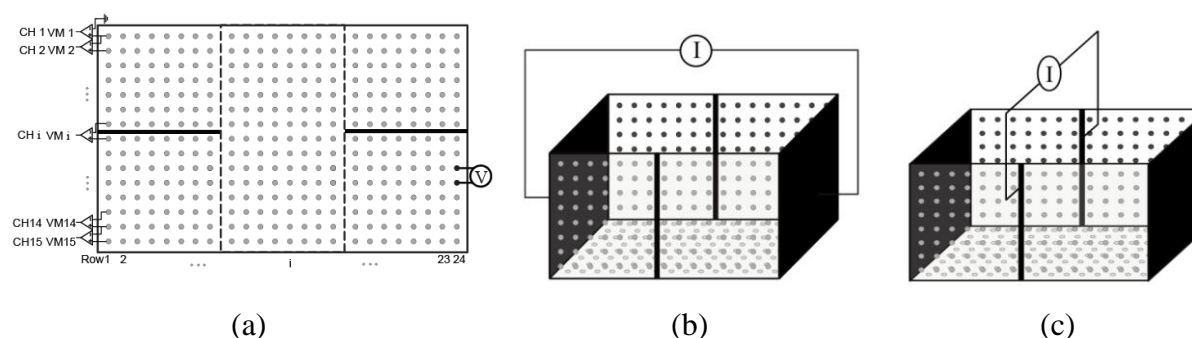 CH 1 VM 1
CH 2 VM 2
CH i VM i
V
CH14 VM14
CH15 VM15
Row1 2 ... i ... 23 24
I
I
(a) (b) (c)